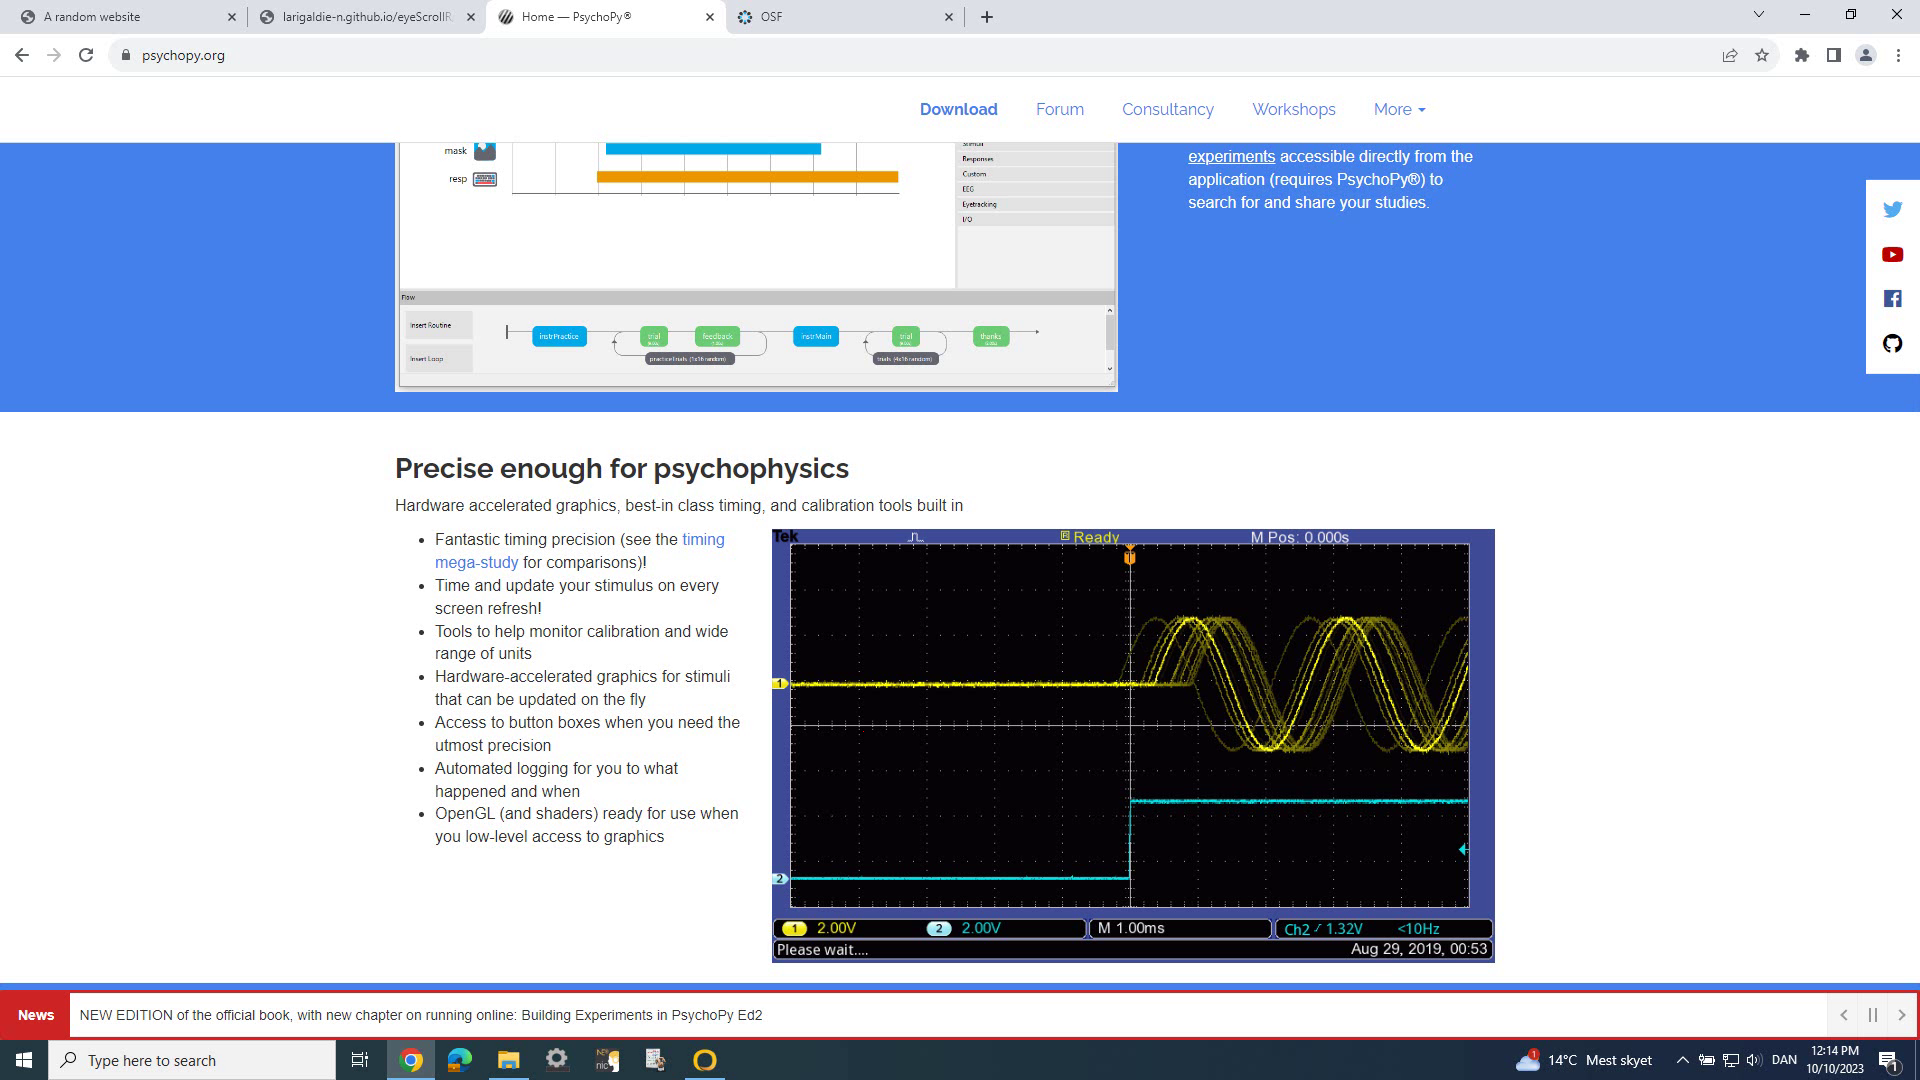 A random website
larigaldie-n.github.io/eyeScrollR
Home — PsychoPy®
OSF
psychopy.org
Download
Forum
Consultancy
Workshops
More
mask
resp
Stimuli
Responses
Custom
EEG
Eyetracking
I/O
experiments accessible directly from the
application (requires PsychoPy®) to
search for and share your studies.
Flow
Insert Routine
Insert Loop
instrPractice
trial
feedback
practiceTrials (1x16 random)
instrMain
trial
trials (4x16 random)
thanks
Precise enough for psychophysics
Hardware accelerated graphics, best-in class timing, and calibration tools built in
Fantastic timing precision (see the timing
mega-study for comparisons)!
Time and update your stimulus on every
screen refresh!
Tools to help monitor calibration and wide
range of units
Hardware-accelerated graphics for stimuli
that can be updated on the fly
Access to button boxes when you need the
utmost precision
Automated logging for you to what
happened and when
OpenGL (and shaders) ready for use when
you low-level access to graphics
Tek
R Ready
M Pos: 0.000s
T
1
2
1 2.00V
2 2.00V
M 1.00ms
Ch2 / 1.32V
<10Hz
Please wait....
Aug 29, 2019, 00:53
News
NEW EDITION of the official book, with new chapter on running online: Building Experiments in PsychoPy Ed2
Type here to search
1
14°C Mest skyet
DAN
12:14 PM
10/10/2023
1